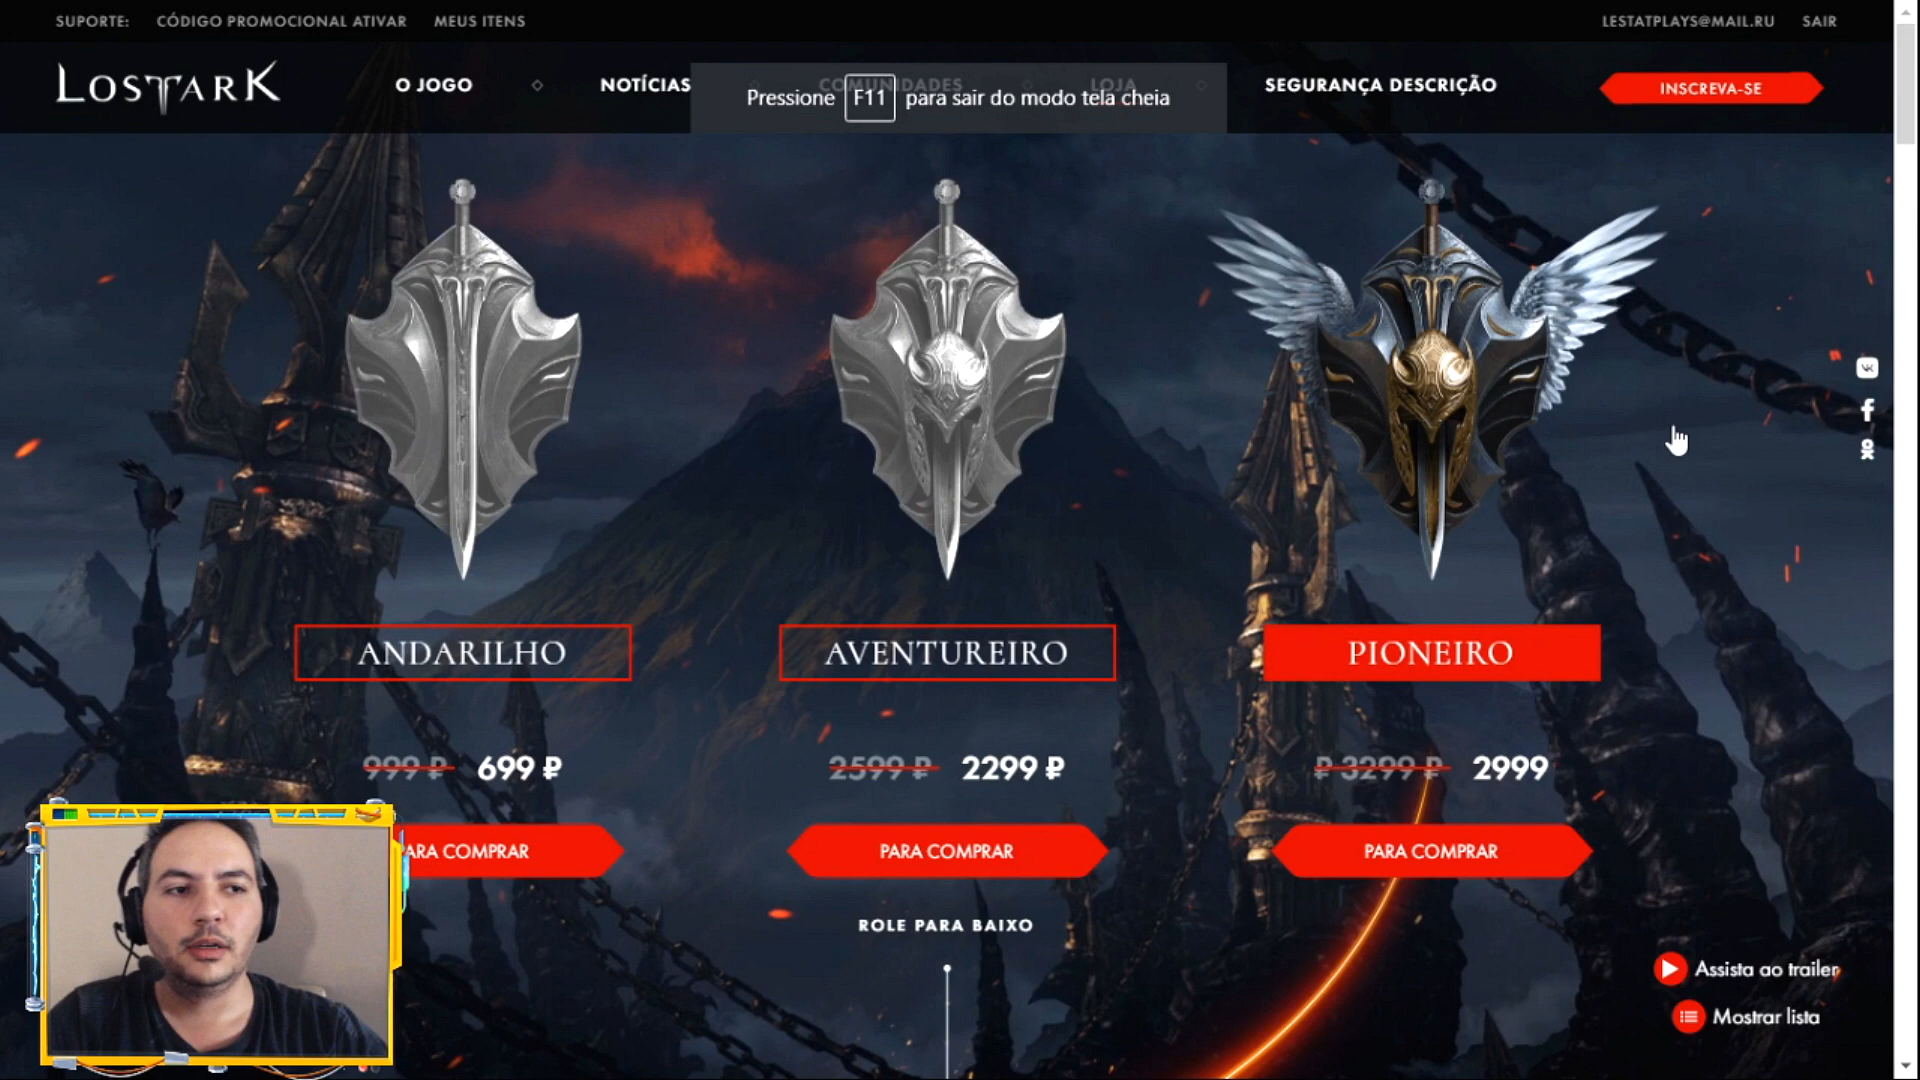 SUPORTE: CÓDIGO PROMOCIONAL ATIVAR MEUS ITENS LESTATPLAYS@MAIL.RU SAIR
LOSTARK O JOGO NOTÍCIAS COMUNIDADES LOJA SEGURANÇA DESCRIÇÃO INSCREVA-SE
Pressione F11 para sair do modo tela cheia
ANDARILHO AVENTUREIRO PIONEIRO
999 ₽ 699 ₽ 2599 ₽ 2299 ₽ ₽ 3299 ₽ 2999
ARA COMPRAR PARA COMPRAR PARA COMPRAR
ROLE PARA BAIXO
Assista ao trailer
Mostrar lista